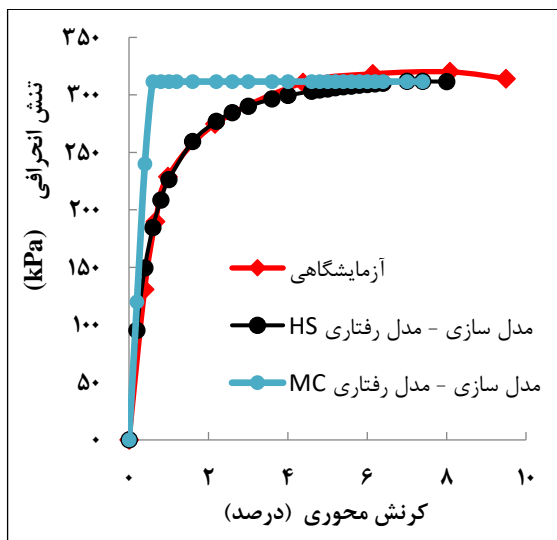 تنش انحرافی
(kPa)
۳۵۰
۳۰۰
۲۵۰
۲۰۰
۱۵۰
۱۰۰
۵۰
۰
آزمایشگاهی
مدل سازی - مدل رفتاری HS
مدل سازی - مدل رفتاری MC
۰ ۲ ۴ ۶ ۸ ۱۰
کرنش محوری (درصد)